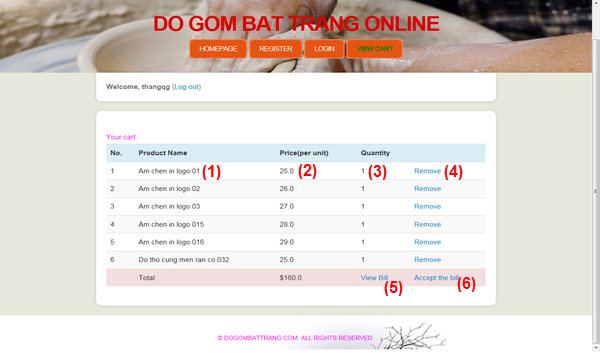 DO GOM BAT TRANG ONLINE
HOMEPAGE REGISTER LOGIN VIEW CART
Welcome, thangqg (Log out)
Your cart:
No. Product Name Price(per unit) Quantity
1 Am chen in logo 01 (1) 25.0 (2) 1 (3) Remove (4)
2 Am chen in logo 02 26.0 1 Remove
3 Am chen in logo 03 27.0 1 Remove
4 Am chen in logo 015 28.0 1 Remove
5 Am chen in logo 016 29.0 1 Remove
6 Do tho cung men ran co 032 25.0 1 Remove
Total: $160.0 View Bill (5) Accept the bill (6)
© DOGOMBATTRANG.COM. ALL RIGHTS RESERVED.